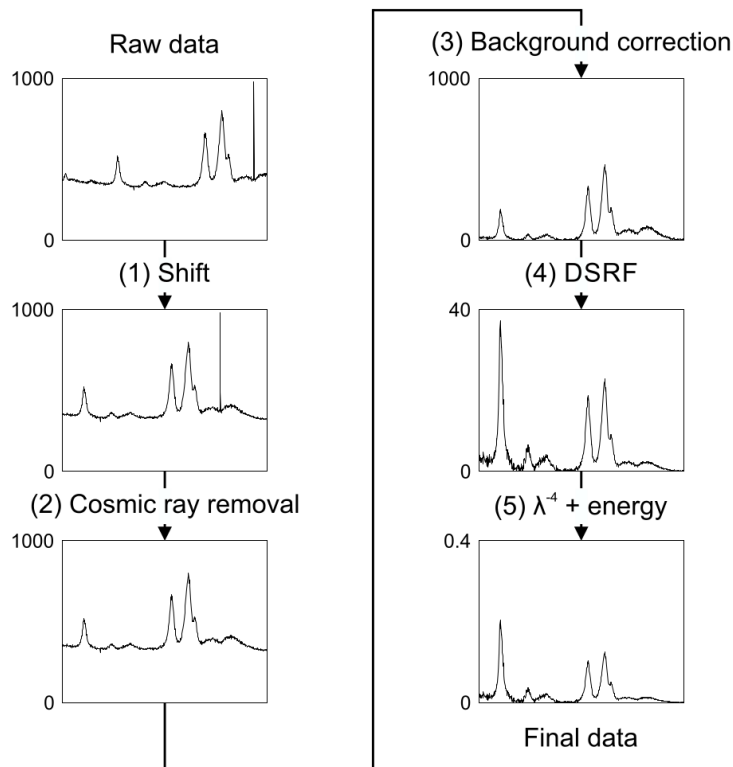 Raw data
1000
0
(1) Shift
1000
0
(2) Cosmic ray removal
1000
0
(3) Background correction
1000
0
(4) DSRF
40
0
(5) λ⁻⁴ + energy
0.4
0
Final data